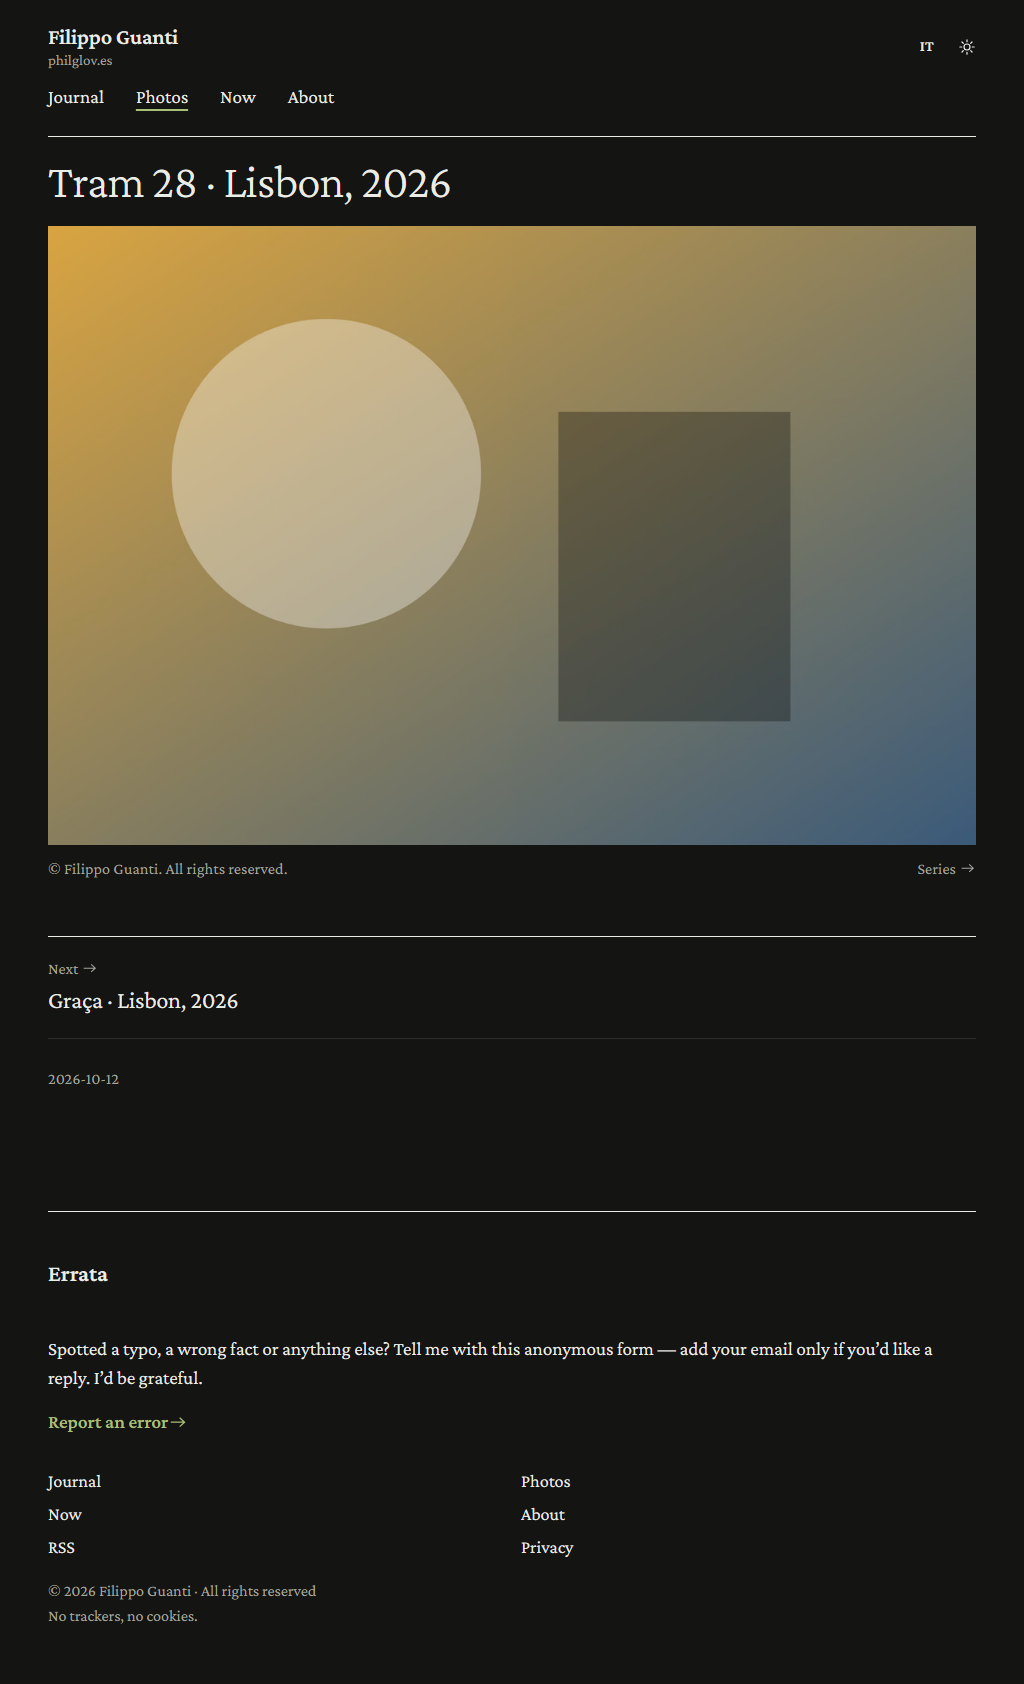 Filippo Guanti
philglov.es
IT
Journal Photos Now About
Tram 28 · Lisbon, 2026
© Filippo Guanti. All rights reserved.
Series →
Next →
Graça · Lisbon, 2026
2026-10-12
Errata
Spotted a typo, a wrong fact or anything else? Tell me with this anonymous form — add your email only if you’d like a
reply. I’d be grateful.
Report an error→
Journal
Photos
Now
About
RSS
Privacy
© 2026 Filippo Guanti · All rights reserved
No trackers, no cookies.